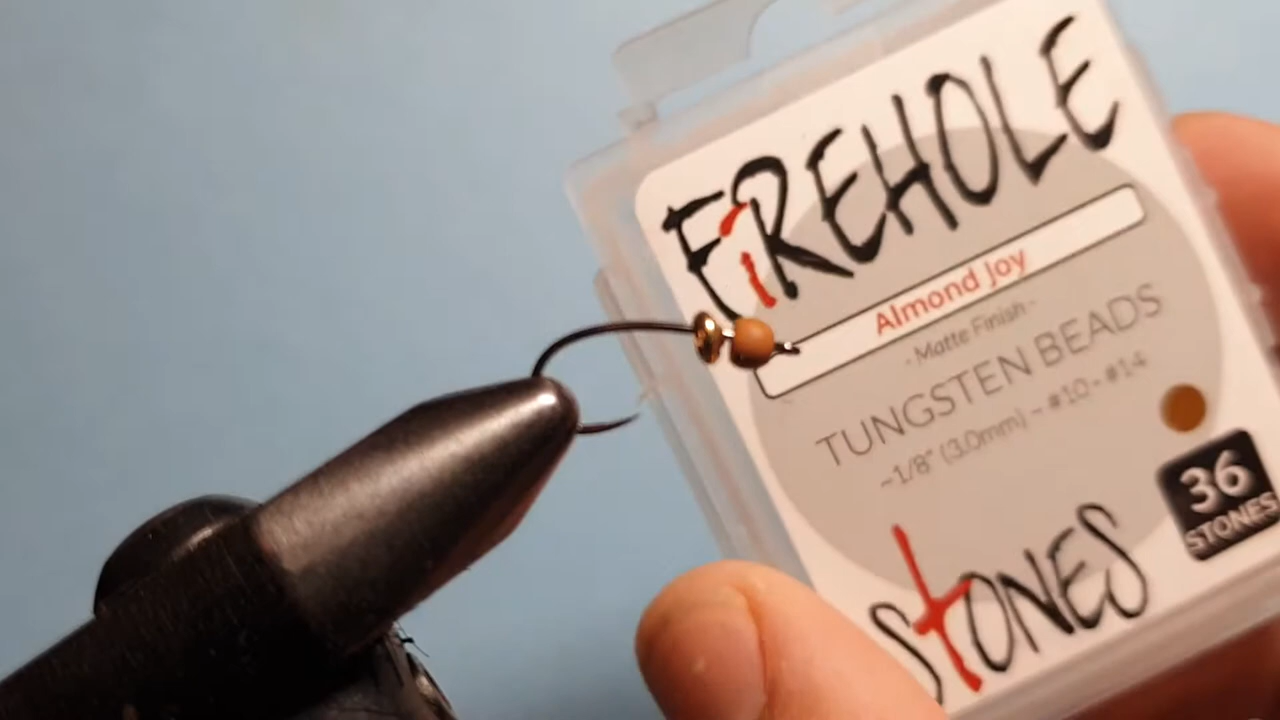 FiREHOLE
Almond Joy
- Matte Finish -
TUNGSTEN BEADS
~1/8" (3.0mm) ~ #10 - #14
36
STONES
STONES